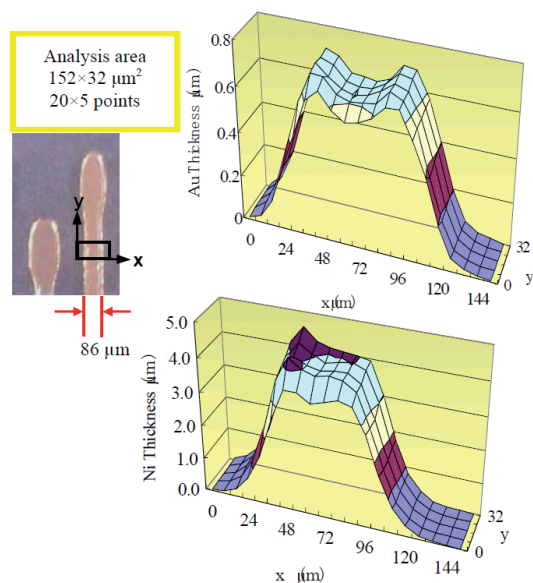 Analysis area
152×32 μm²
20×5 points
y
x
86 μm
Au Thickness (μm)
0.8
0.6
0.4
0.2
0
0
24
48
72
96
120
144
x(μm)
32
0
y
Ni Thickness (μm)
5.0
4.0
3.0
2.0
1.0
0.0
0
24
48
72
96
120
144
x μm)
32
0
y